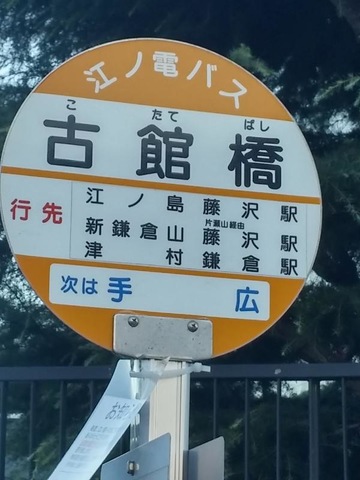 江ノ電バス
こ たて ばし
古館橋
行先
江ノ島 藤沢駅
片瀬山経由
新鎌倉山 藤沢駅
津村 鎌倉駅
次は 手広